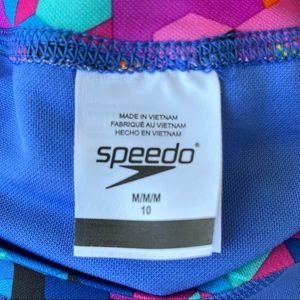 MADE IN VIETNAM
FABRIQUÉ AU VIETNAM
HECHO EN VIETNAM
speedo®
M/M/M
10